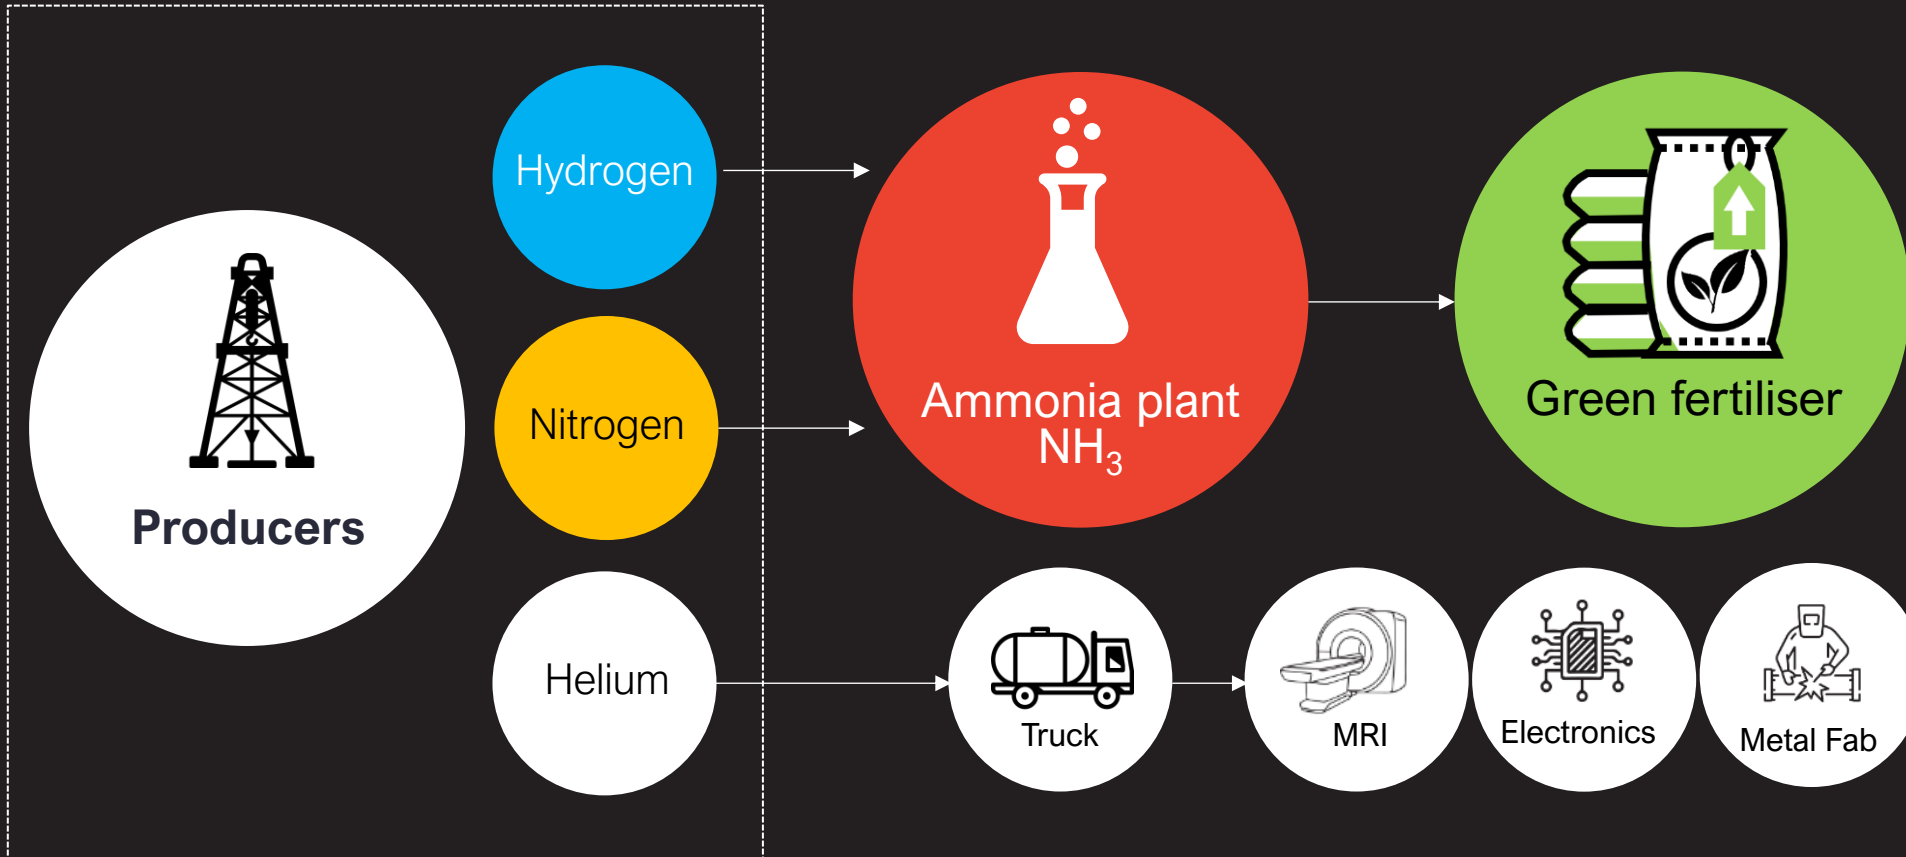 Producers
Hydrogen
Nitrogen
Helium
Ammonia plant
NH₃
Green fertiliser
Truck
MRI
Electronics
Metal Fab